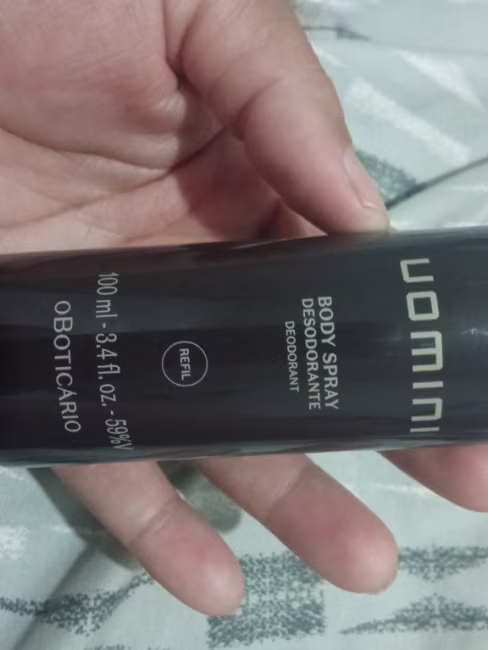 UOMINI
BODY SPRAY
DESODORANTE
DEODORANT
REFIL
100 ml - 3,4 fl. oz. - 59%V
OBOTICÁRIO